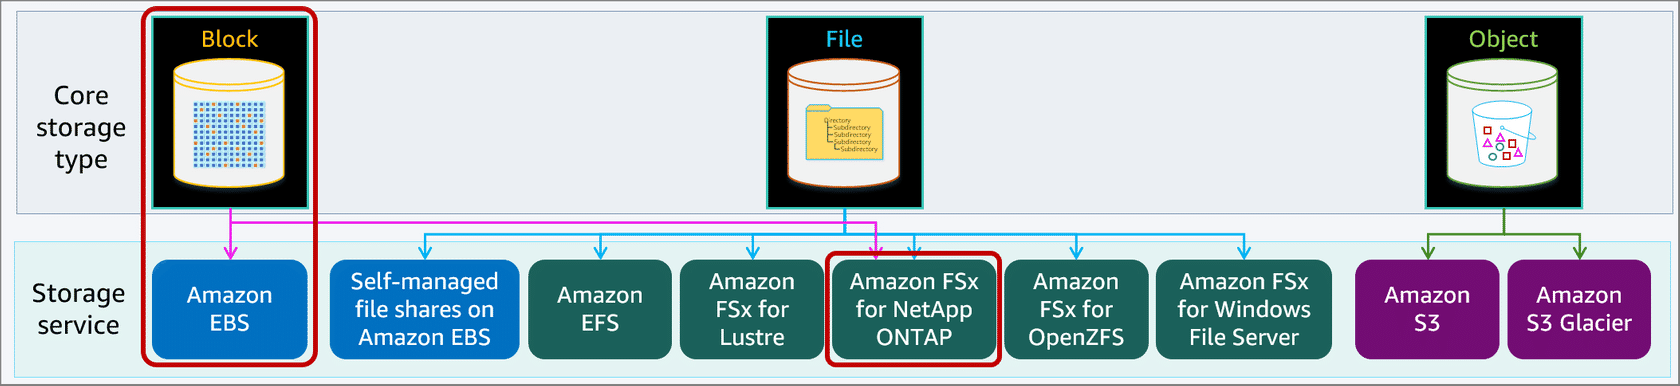 Block
File
Object
Core
storage
type
Directory
Subdirectory
Subdirectory
Subdirectory
Subdirectory
Storage
service
Amazon
EBS
Self-managed
file shares on
Amazon EBS
Amazon
EFS
Amazon
FSx for
Lustre
Amazon FSx
for NetApp
ONTAP
Amazon
FSx for
OpenZFS
Amazon FSx
for Windows
File Server
Amazon
S3
Amazon
S3 Glacier